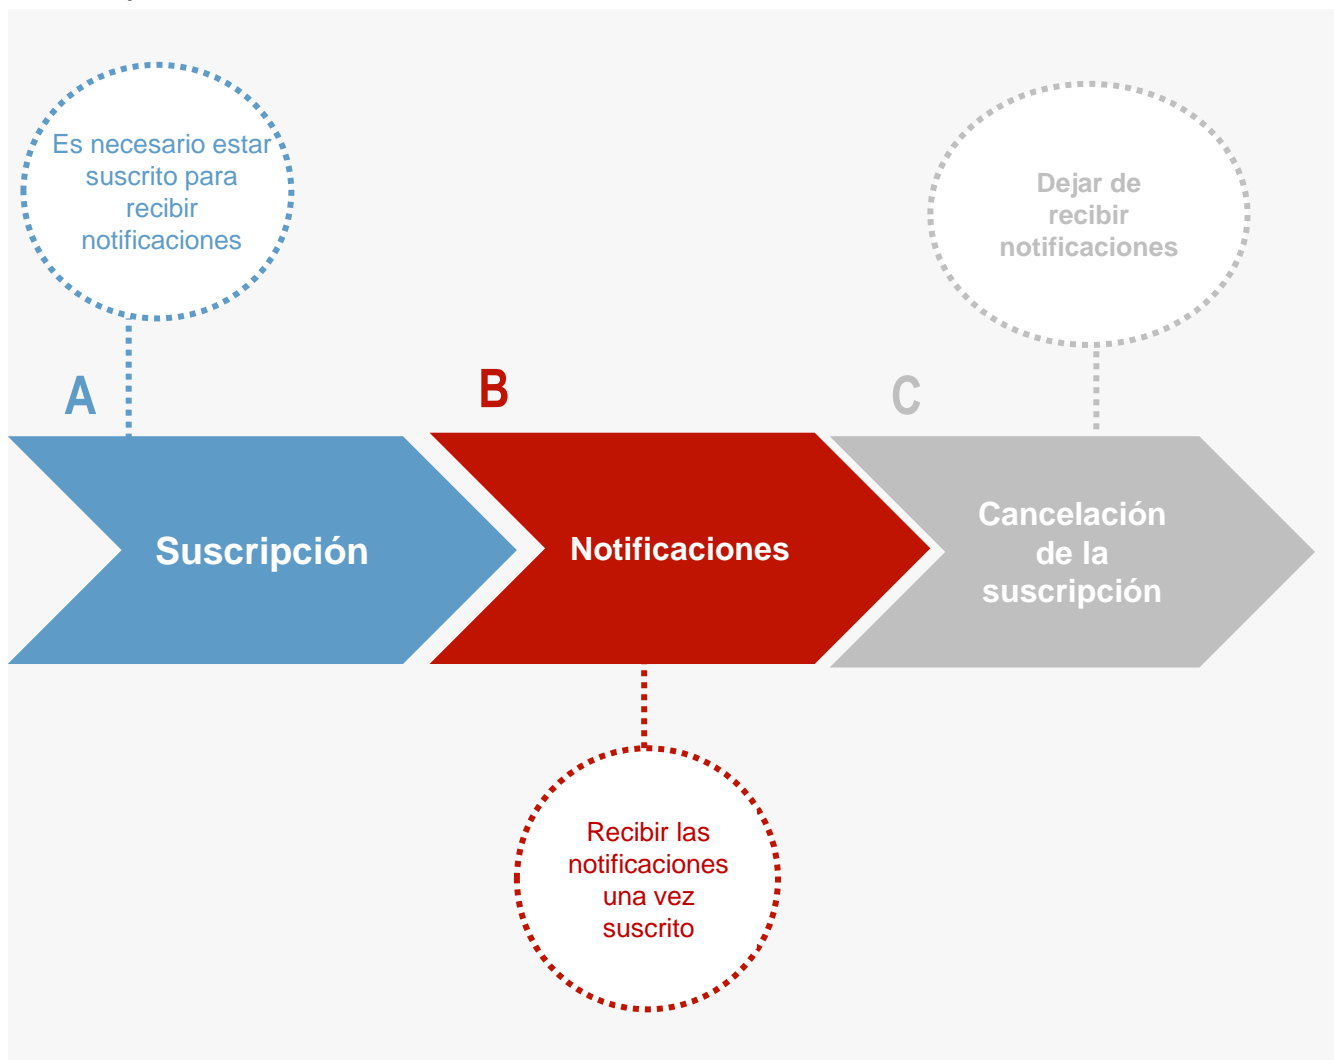 Es necesario estar
suscrito para
recibir
notificaciones
Dejar de
recibir
notificaciones
A
B
C
Suscripción
Notificaciones
Cancelación
de la
suscripción
Recibir las
notificaciones
una vez
suscrito